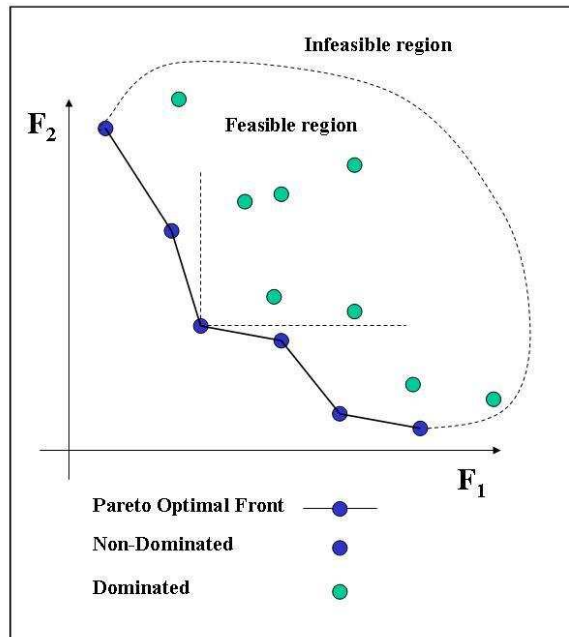 Infeasible region
Feasible region
F2
F1
Pareto Optimal Front
Non-Dominated
Dominated